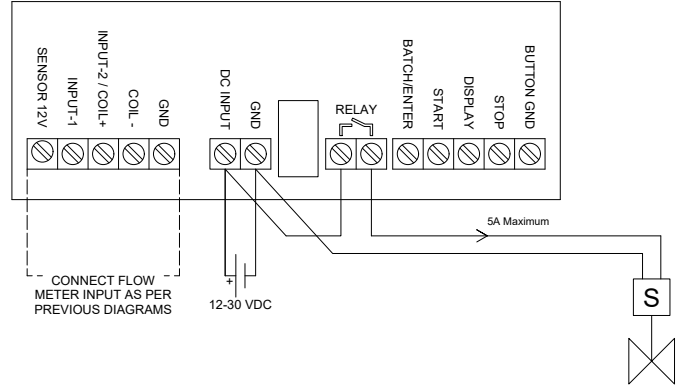 SENSOR 12V
INPUT-1
INPUT-2 / COIL+
COIL -
GND
DC INPUT
GND
RELAY
BATCH/ENTER
START
DISPLAY
STOP
BUTTON GND
5A Maximum
CONNECT FLOW
METER INPUT AS PER
PREVIOUS DIAGRAMS
+
12-30 VDC
S